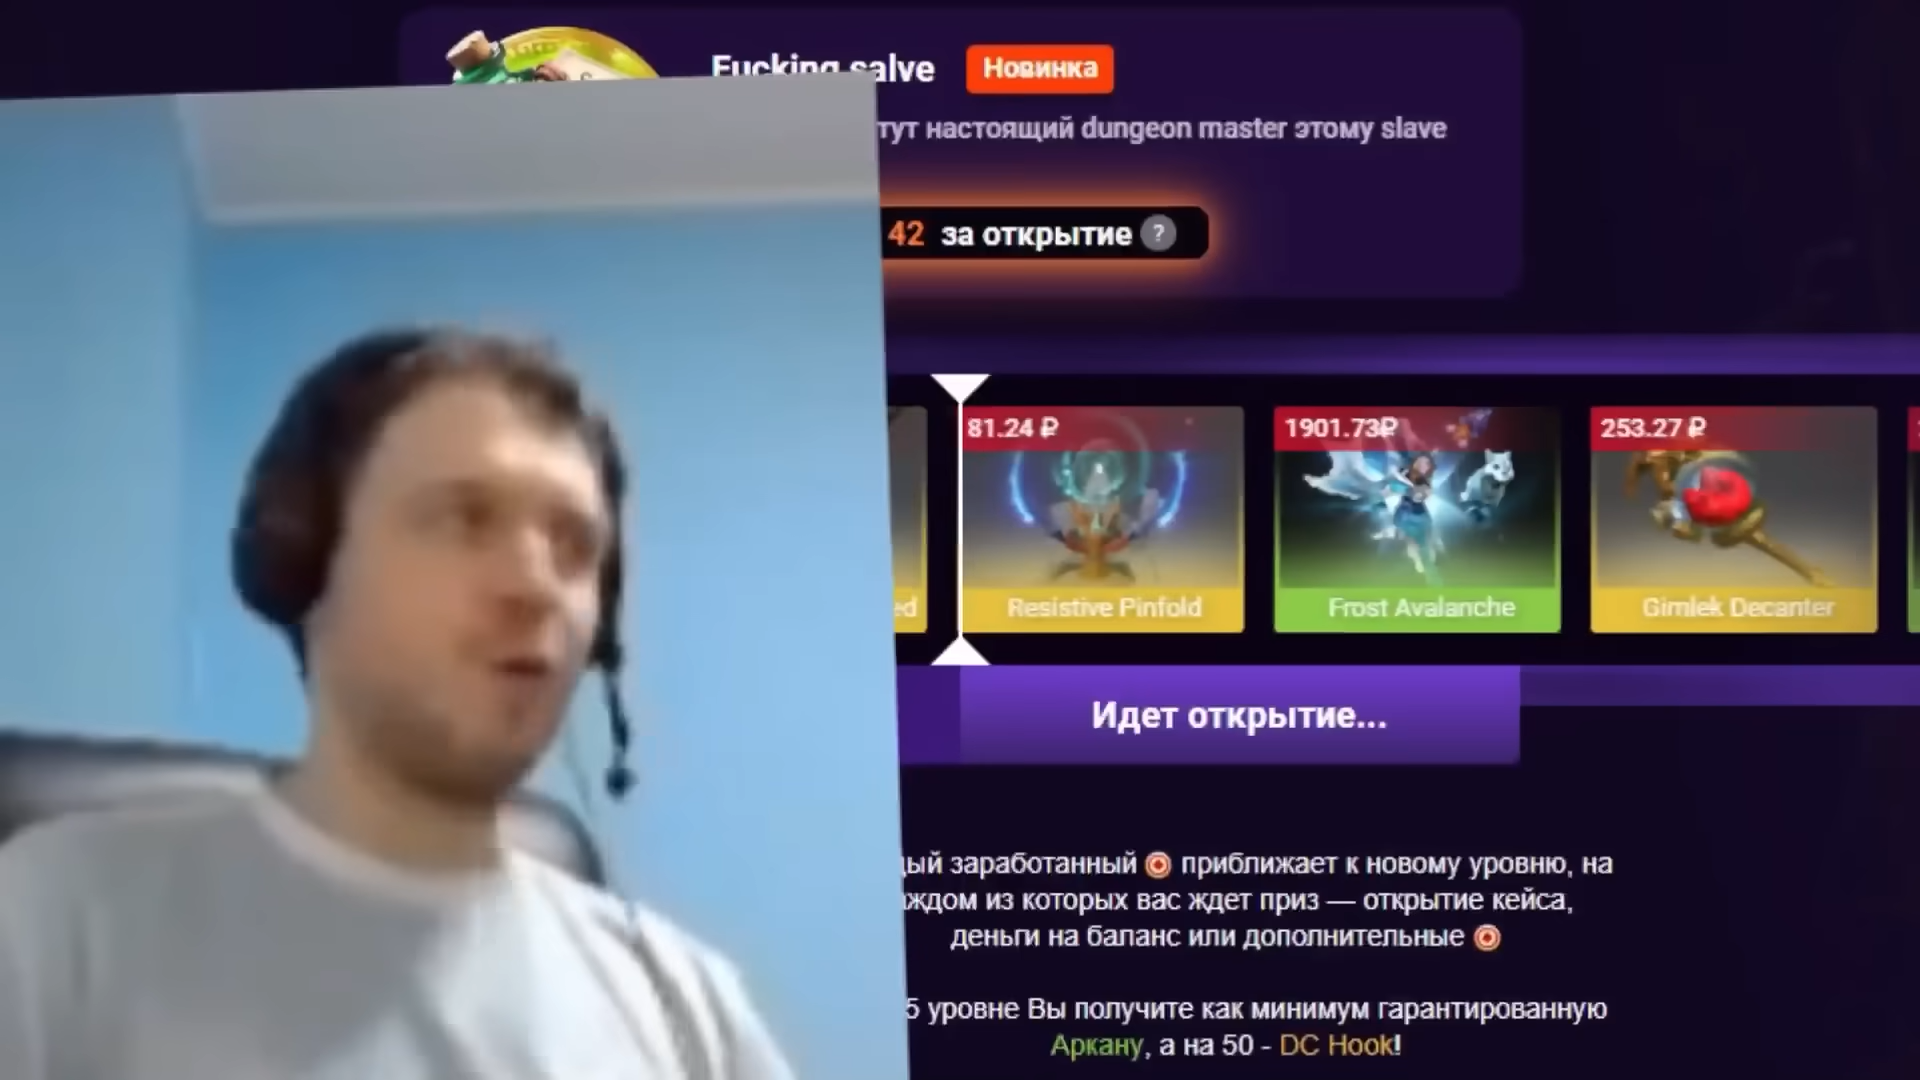 Fucking salve
Новинка
тут настоящий dungeon master этому slave
42 за открытие ?
81.24 ₽
1901.73₽
253.27 ₽
ed
Resistive Pinfold
Frost Avalanche
Gimlek Decanter
Идет открытие...
дый заработанный приближает к новому уровню, на
аждом из которых вас ждет приз — открытие кейса,
деньги на баланс или дополнительные
5 уровне Вы получите как минимум гарантированную
Аркану, а на 50 - DC Hook!